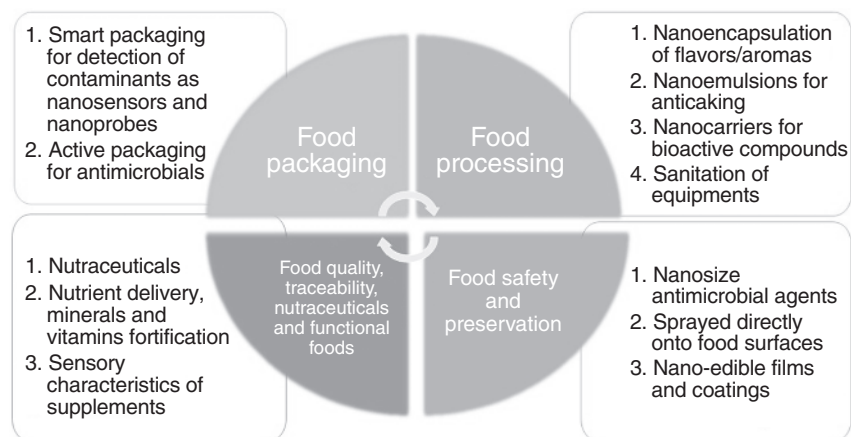 1. Smart packaging
for detection of
contaminants as
nanosensors and
nanoprobes
2. Active packaging
for antimicrobials
Food
packaging
Food
processing
1. Nanoencapsulation
of flavors/aromas
2. Nanoemulsions for
anticaking
3. Nanocarriers for
bioactive compounds
4. Sanitation of
equipments
1. Nutraceuticals
2. Nutrient delivery,
minerals and
vitamins fortification
3. Sensory
characteristics of
supplements
Food quality,
traceability,
nutraceuticals
and functional
foods
Food safety
and
preservation
1. Nanosize
antimicrobial agents
2. Sprayed directly
onto food surfaces
3. Nano-edible films
and coatings